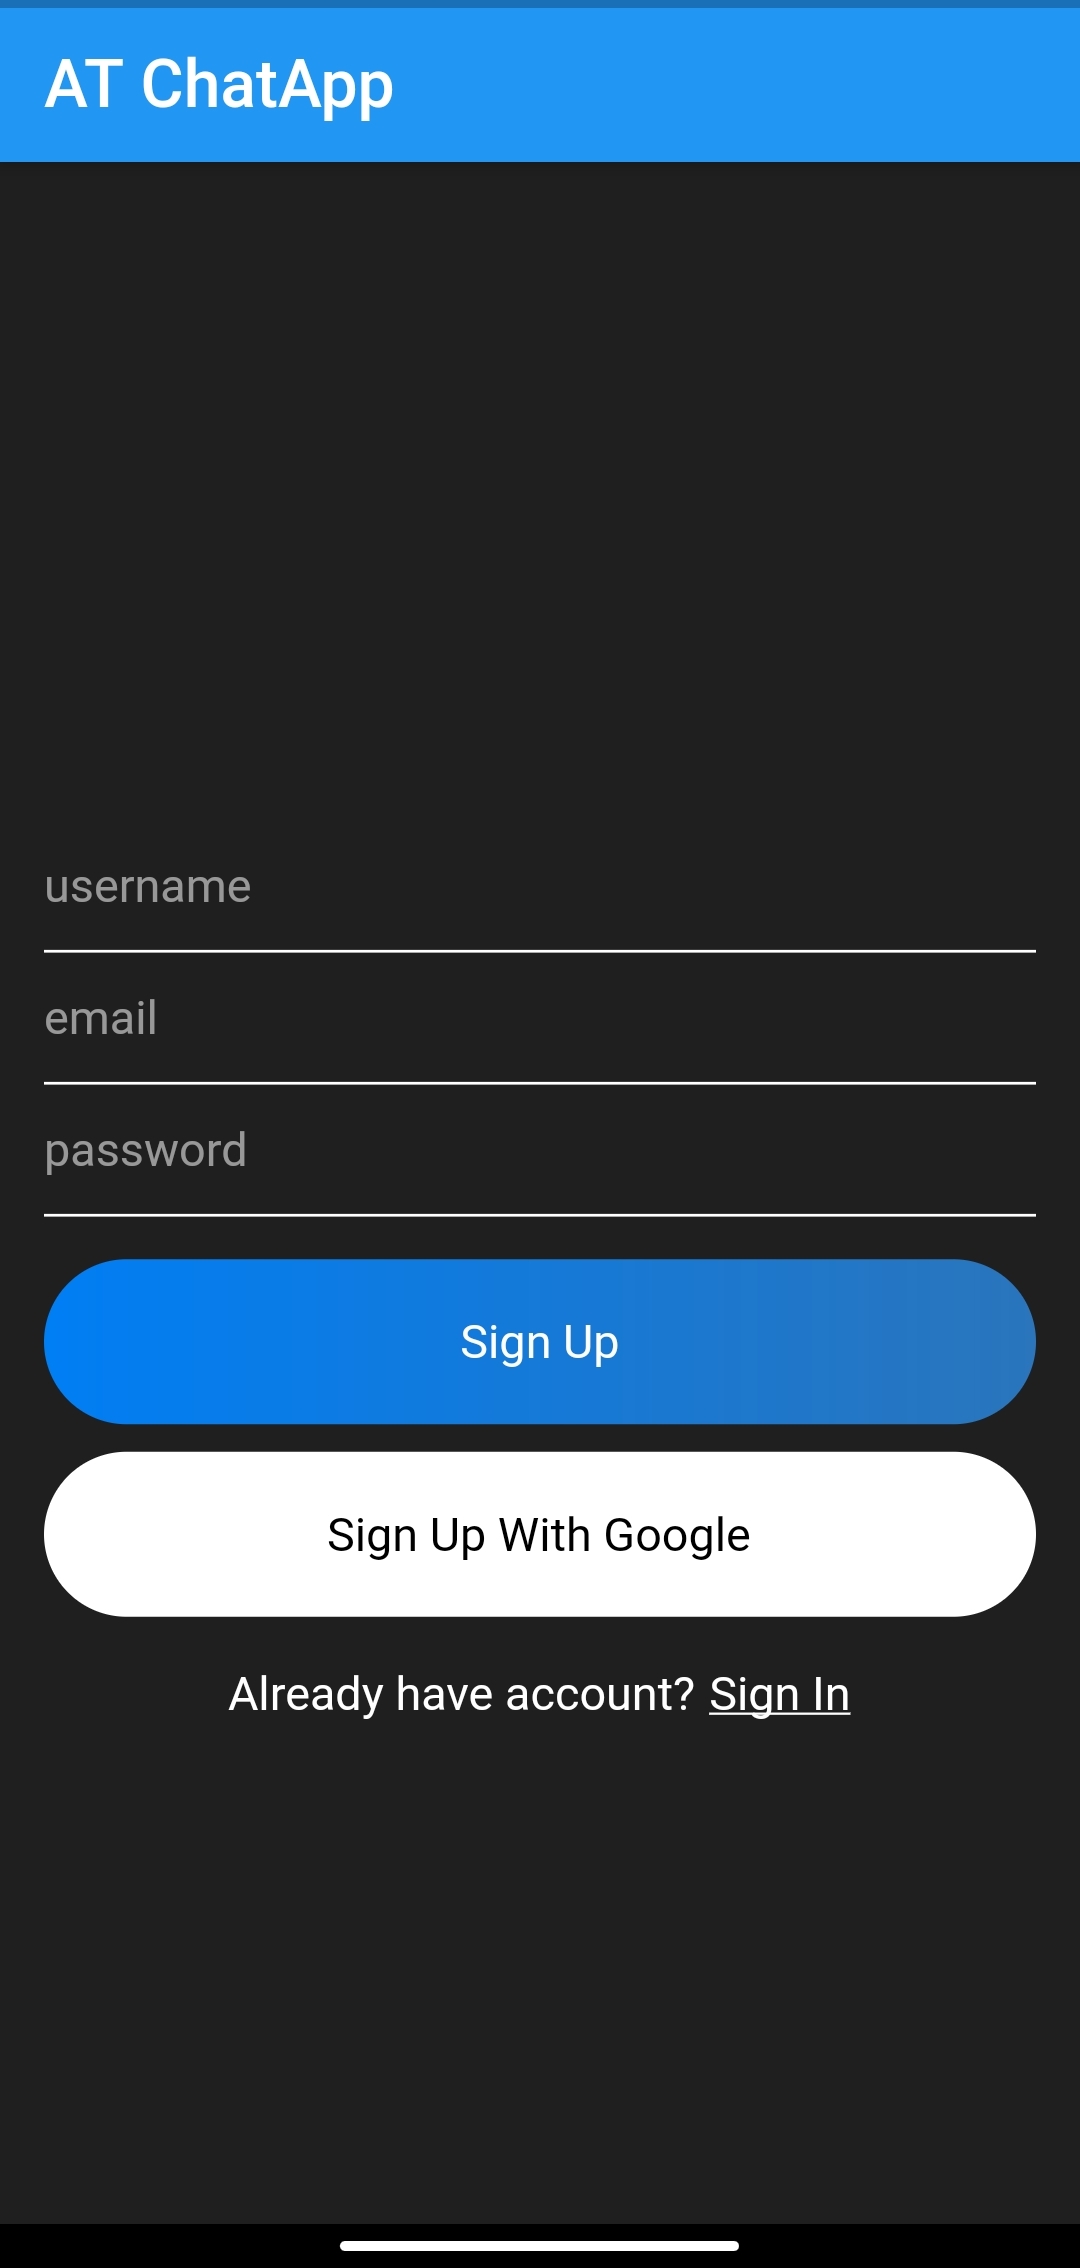 AT ChatApp
username
email
password
Sign Up
Sign Up With Google
Already have account? Sign In